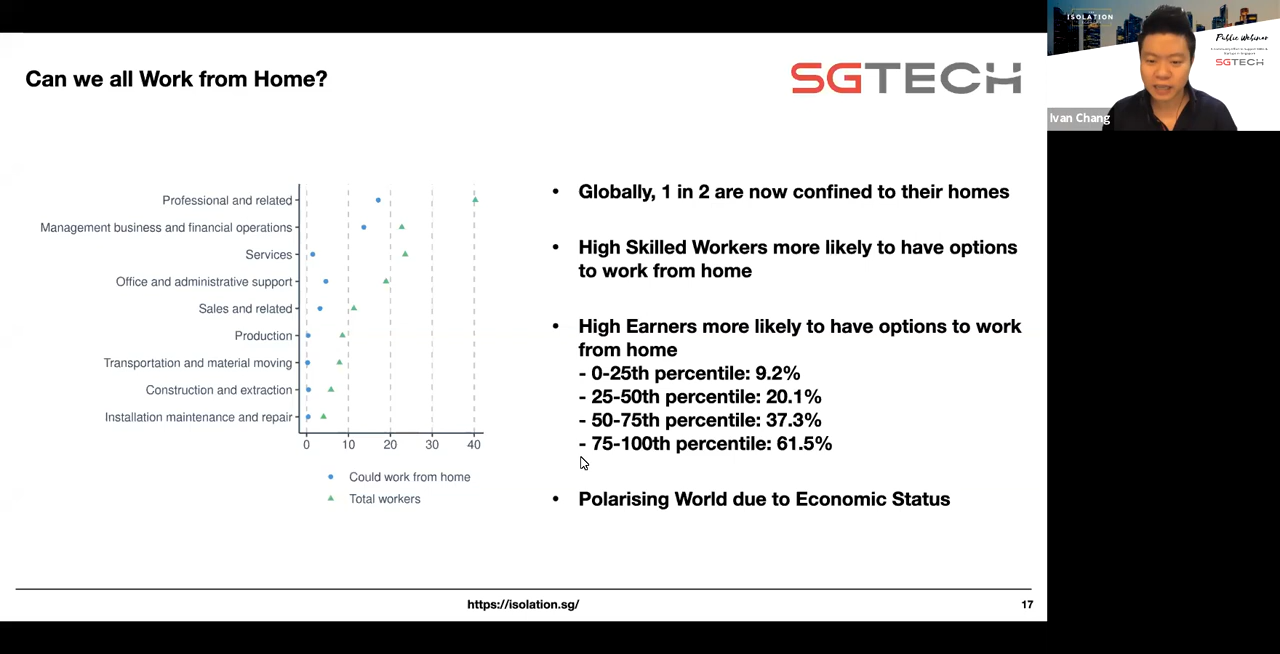 Can we all Work from Home?
SGTECH
Professional and related
Management business and financial operations
Services
Office and administrative support
Sales and related
Production
Transportation and material moving
Construction and extraction
Installation maintenance and repair
0 10 20 30 40
Could work from home
Total workers
• Globally, 1 in 2 are now confined to their homes
• High Skilled Workers more likely to have options
to work from home
• High Earners more likely to have options to work
from home
- 0-25th percentile: 9.2%
- 25-50th percentile: 20.1%
- 50-75th percentile: 37.3%
- 75-100th percentile: 61.5%
• Polarising World due to Economic Status
https://isolation.sg/
17
ISOLATION
Public Webinar
SGTECH
Ivan Chang